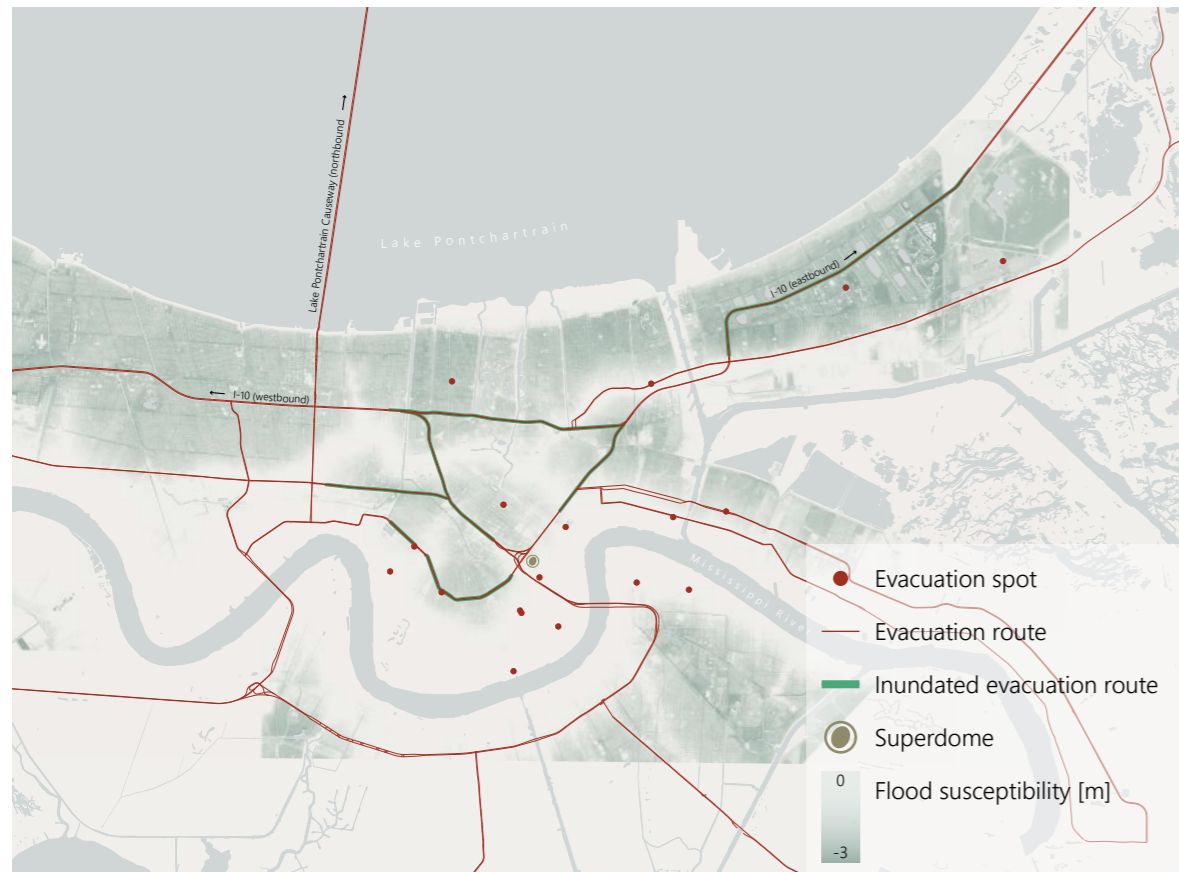 Lake Pontchartrain Causeway (northbound)
Lake Pontchartrain
I-10 (eastbound)
I-10 (westbound)
Mississippi River
Evacuation spot
Evacuation route
Inundated evacuation route
Superdome
0
Flood susceptibility [m]
-3